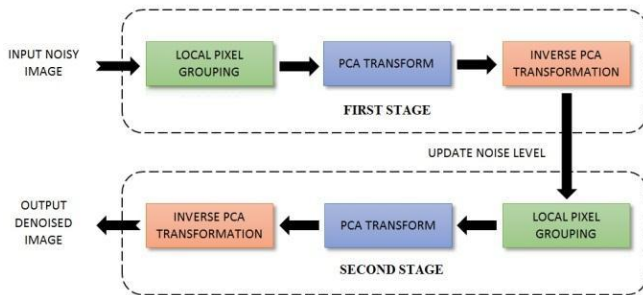 INPUT NOISY
IMAGE
LOCAL PIXEL
GROUPING
PCA TRANSFORM
INVERSE PCA
TRANSFORMATION
FIRST STAGE
UPDATE NOISE LEVEL
OUTPUT
DENOISED
IMAGE
INVERSE PCA
TRANSFORMATION
PCA TRANSFORM
LOCAL PIXEL
GROUPING
SECOND STAGE